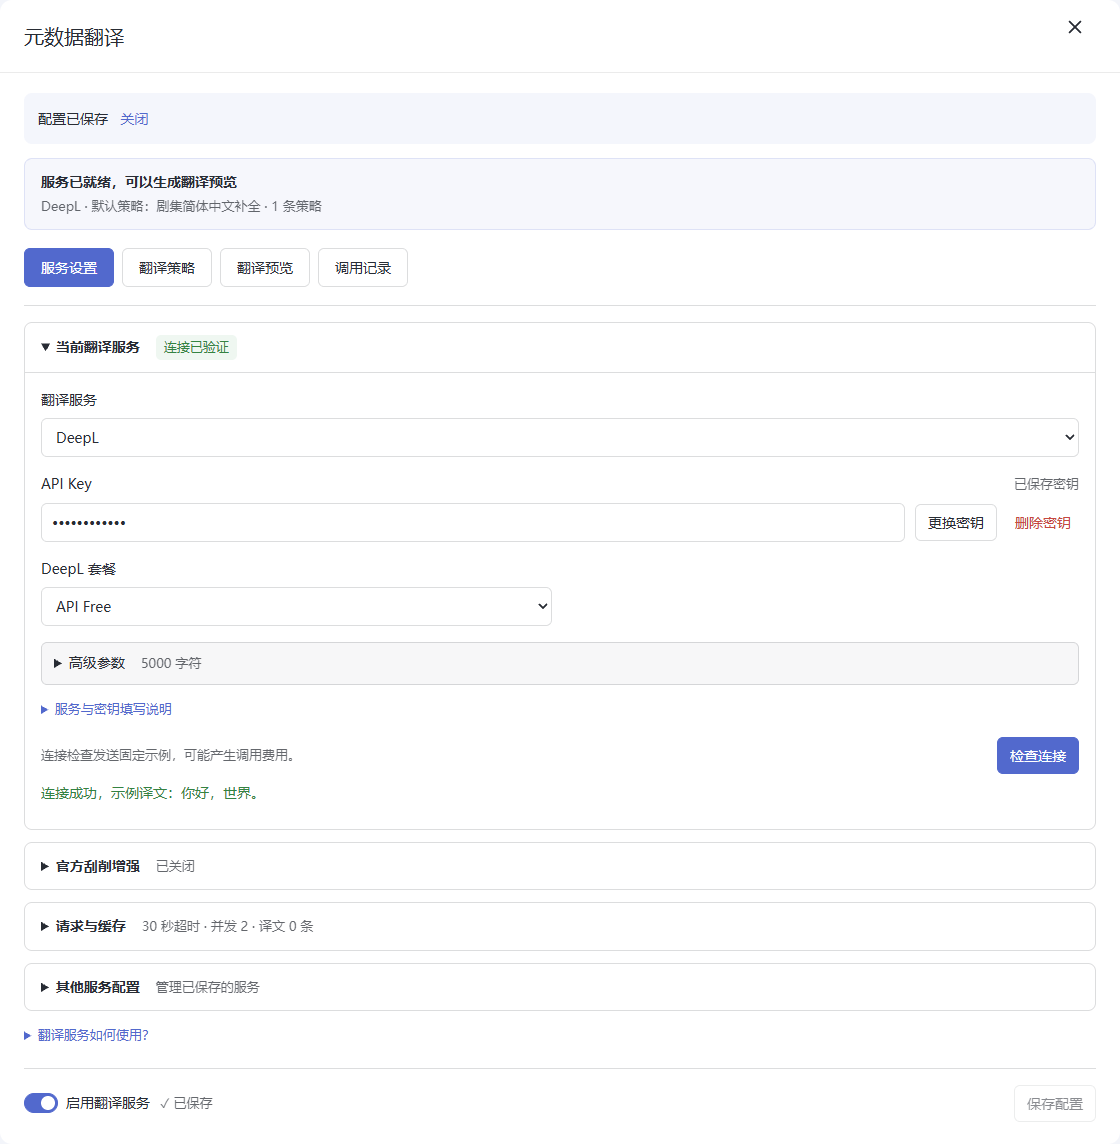 元数据翻译
配置已保存 关闭
服务已就绪，可以生成翻译预览
DeepL · 默认策略：剧集简体中文补全 · 1 条策略
服务设置 翻译策略 翻译预览 调用记录
▼ 当前翻译服务 连接已验证
翻译服务
DeepL
API Key 已保存密钥
•••••••••••• 更换密钥 删除密钥
DeepL 套餐
API Free
▶ 高级参数 5000 字符
▶ 服务与密钥填写说明
连接检查发送固定示例，可能产生调用费用。 检查连接
连接成功，示例译文：你好，世界。
▶ 官方刮削增强 已关闭
▶ 请求与缓存 30 秒超时 · 并发 2 · 译文 0 条
▶ 其他服务配置 管理已保存的服务
▶ 翻译服务如何使用？
启用翻译服务 ✓ 已保存 保存配置